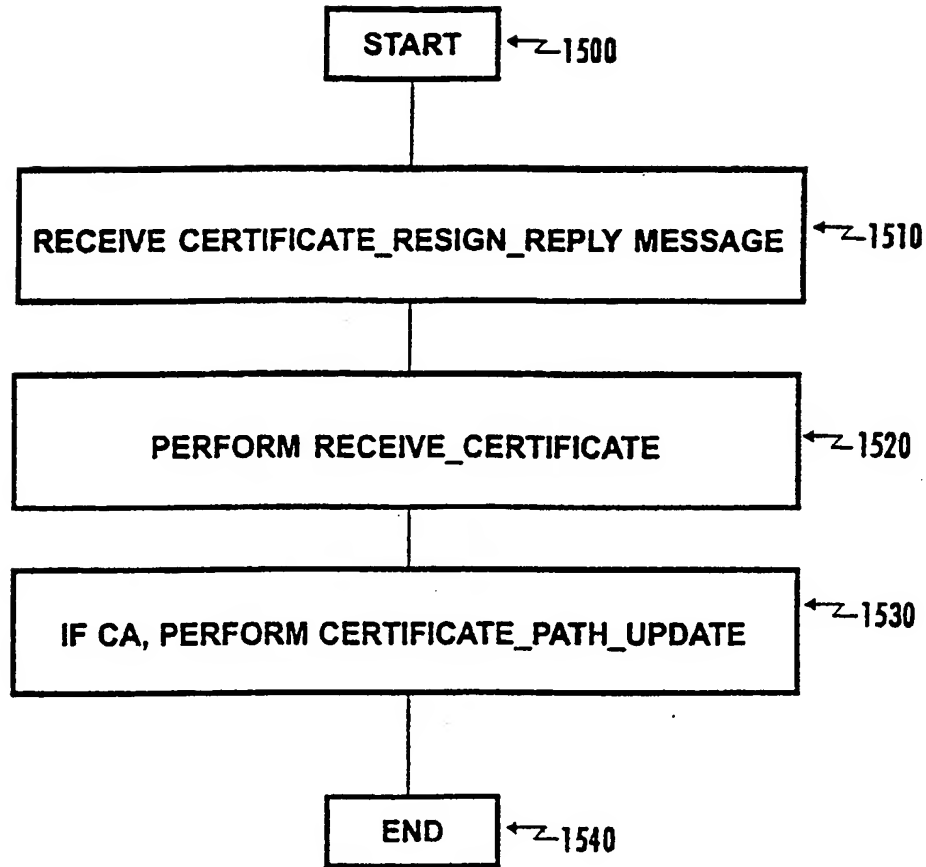 START
1500
RECEIVE CERTIFICATE_RESIGN_REPLY MESSAGE
1510
PERFORM RECEIVE_CERTIFICATE
1520
IF CA, PERFORM CERTIFICATE_PATH_UPDATE
1530
END
1540